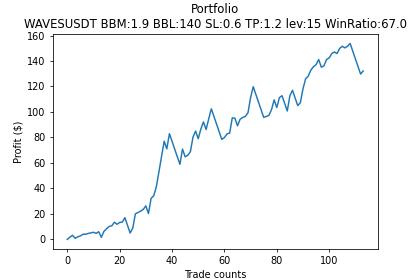 Portfolio
WAVESUSDT BBM:1.9 BBL:140 SL:0.6 TP:1.2 lev:15 WinRatio:67.0
160
140
120
100
80
60
40
20
0
Profit ($)
0 20 40 60 80 100
Trade counts